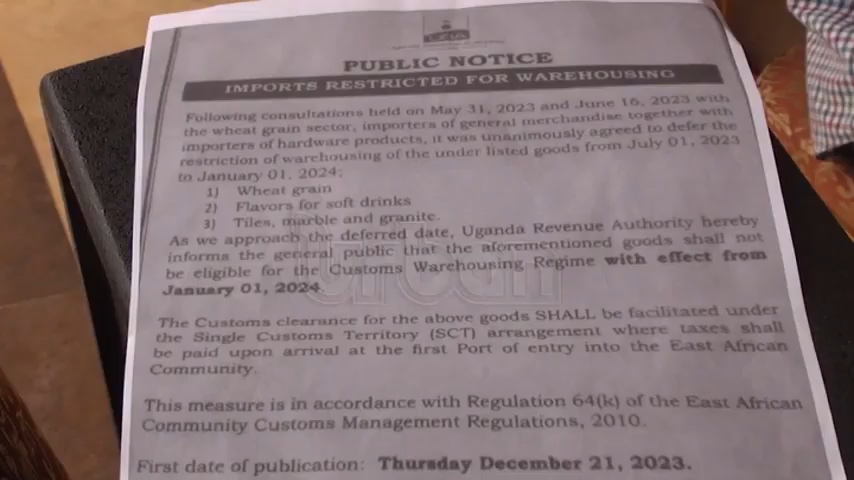 URA
PUBLIC NOTICE
IMPORTS RESTRICTED FOR WAREHOUSING
Following consultations held on May 31, 2023 and June 16, 2023 with
the wheat grain sector, importers of general merchandise together with
importers of hardware products, it was unanimously agreed to defer the
restriction of warehousing of the under listed goods from July 01, 2023
to January 01, 2024;
1) Wheat grain
2) Flavors for soft drinks
3) Tiles, marble and granite.
As we approach the deferred date, Uganda Revenue Authority hereby
informs the general public that the aforementioned goods shall not
be eligible for the Customs Warehousing Regime with effect from
January 01, 2024.
Urban
The Customs clearance for the above goods SHALL be facilitated under
the Single Customs Territory (SCT) arrangement where taxes shall
be paid upon arrival at the first Port of entry into the East African
Community.
This measure is in accordance with Regulation 64(k) of the East African
Community Customs Management Regulations, 2010.
First date of publication: Thursday December 21, 2023.